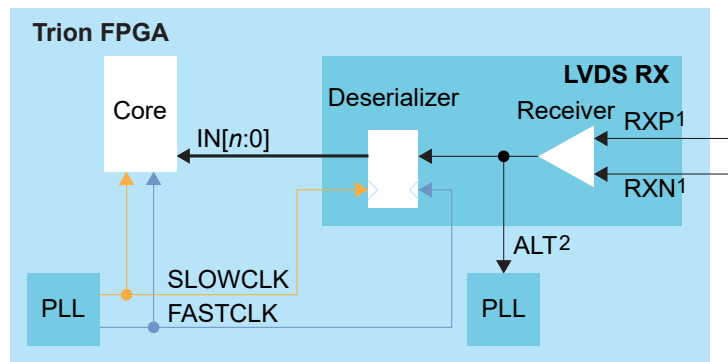 Trion FPGA
LVDS RX
Deserializer
Receiver
Core
RXP1
IN[n:0]
RXN1
ALT2
SLOWCLK
PLL
PLL
FASTCLK